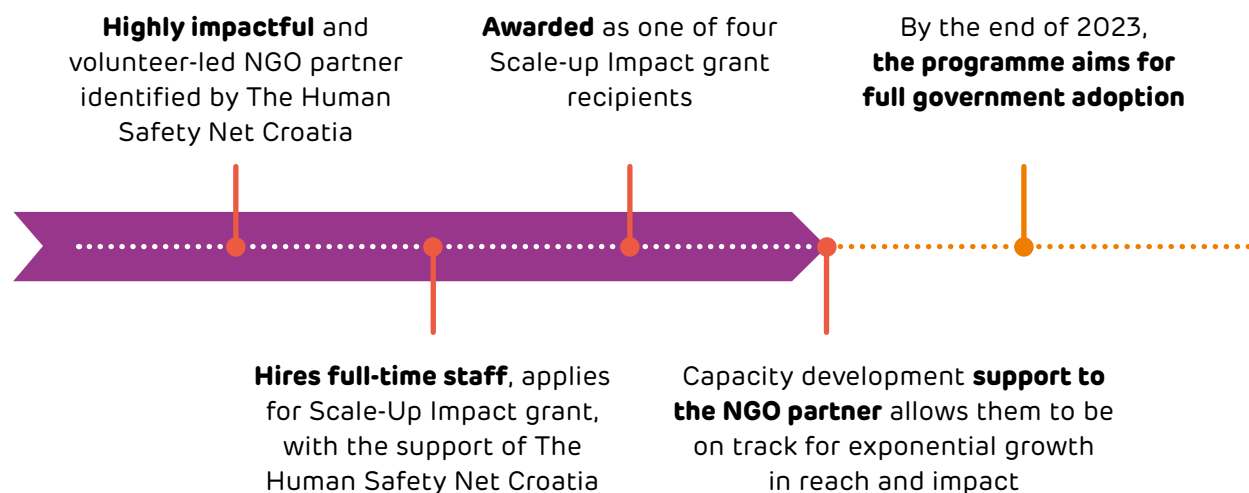 Highly impactful and
volunteer-led NGO partner
identified by The Human
Safety Net Croatia
Hires full-time staff, applies
for Scale-Up Impact grant,
with the support of The
Human Safety Net Croatia
Awarded as one of four
Scale-up Impact grant
recipients
Capacity development support to
the NGO partner allows them to be
on track for exponential growth
in reach and impact
By the end of 2023,
the programme aims for
full government adoption